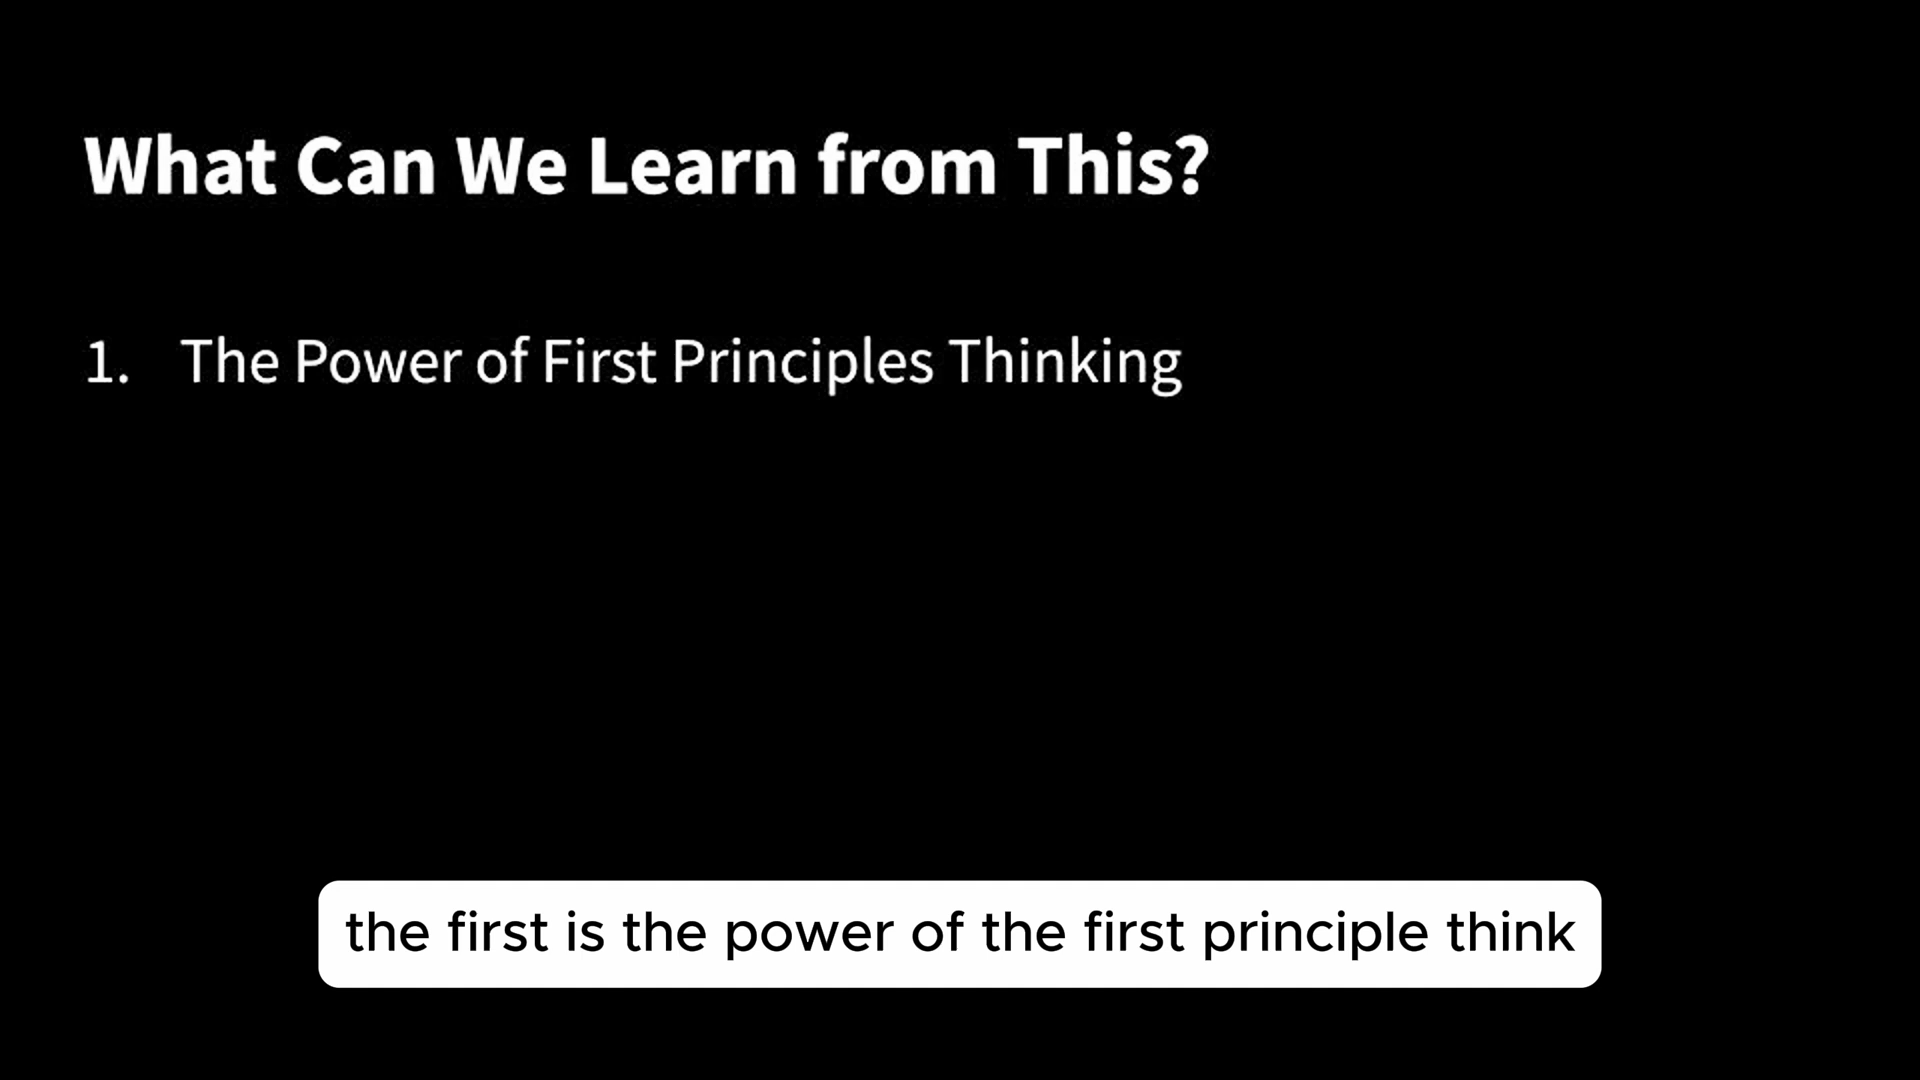 What Can We Learn from This?
1. The Power of First Principles Thinking
the first is the power of the first principle think